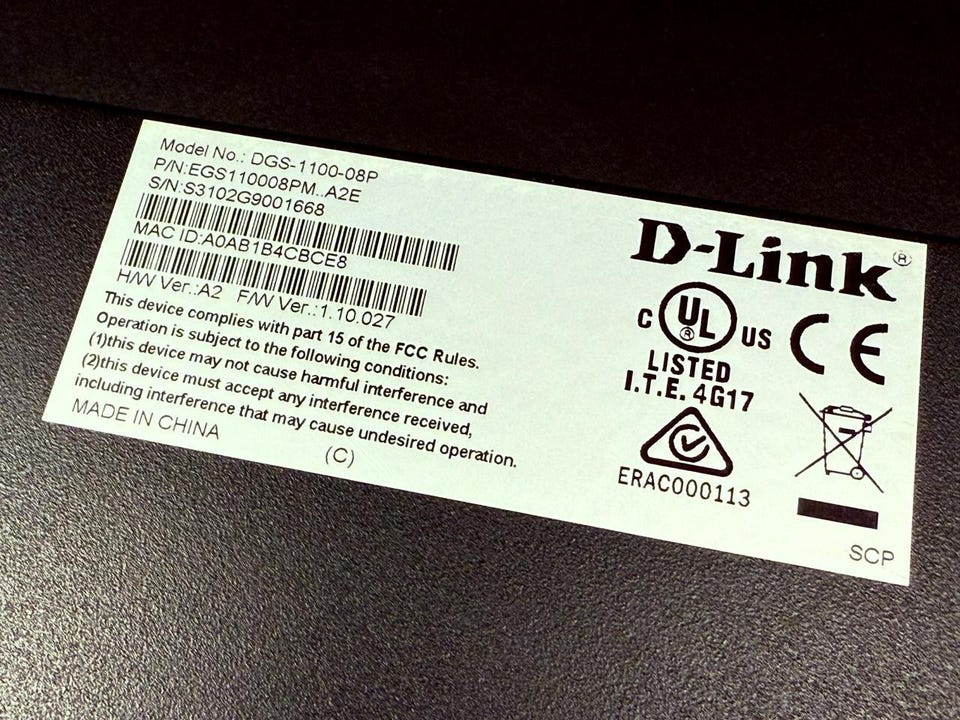 Model No.: DGS-1100-08P
P/N:EGS110008PM..A2E
S/N:S3102G9001668
MAC ID:A0AB1B4CBCE8
H/W Ver.:A2 F/W Ver.:1.10.027
This device complies with part 15 of the FCC Rules.
Operation is subject to the following conditions:
(1)this device may not cause harmful interference and
(2)this device must accept any interference received,
including interference that may cause undesired operation.
MADE IN CHINA
(C)
D-Link®
C UL® US
LISTED
I.T.E. 4G17
CE
ERAC000113
SCP